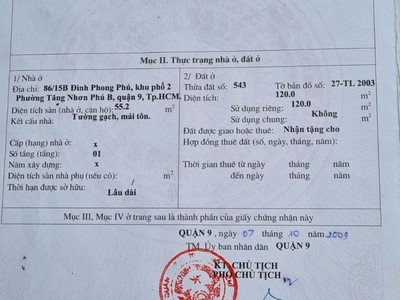 Mục II. Thực trạng nhà ở, đất ở
1/ Nhà ở
Địa chỉ: 86/15B Đình Phong Phú, khu phố 2
Phường Tăng Nhơn Phú B, quận 9, Tp.HCM.
Diện tích sàn (nhà ở, căn hộ): 55.2 m²
Kết cấu nhà: Tường gạch, mái tôn.
Cấp (hạng) nhà ở: x
Số tầng (tầng): 01
Năm xây dựng: x
Diện tích sàn nhà phụ (nếu có): / m²
Thời hạn được sở hữu: Lâu dài
2/ Đất ở
Thửa đất số: 543 Tờ bản đồ số: 27-TL 2003
Diện tích: 120.0 m²
Sử dụng riêng: 120.0 m²
Sử dụng chung: Không m²
Đất được giao hoặc thuê: Nhận tặng cho
Hợp đồng thuê đất (số, ngày, tháng, năm):
Thời gian thuê từ ngày tháng năm
đến ngày tháng năm
Mục III, Mục IV ở trang sau là thành phần của giấy chứng nhận này
QUẬN 9, ngày 07 tháng 10 năm 2009
TM. Ủy ban nhân dân QUẬN 9
KT. CHỦ TỊCH
PHÓ CHỦ TỊCH